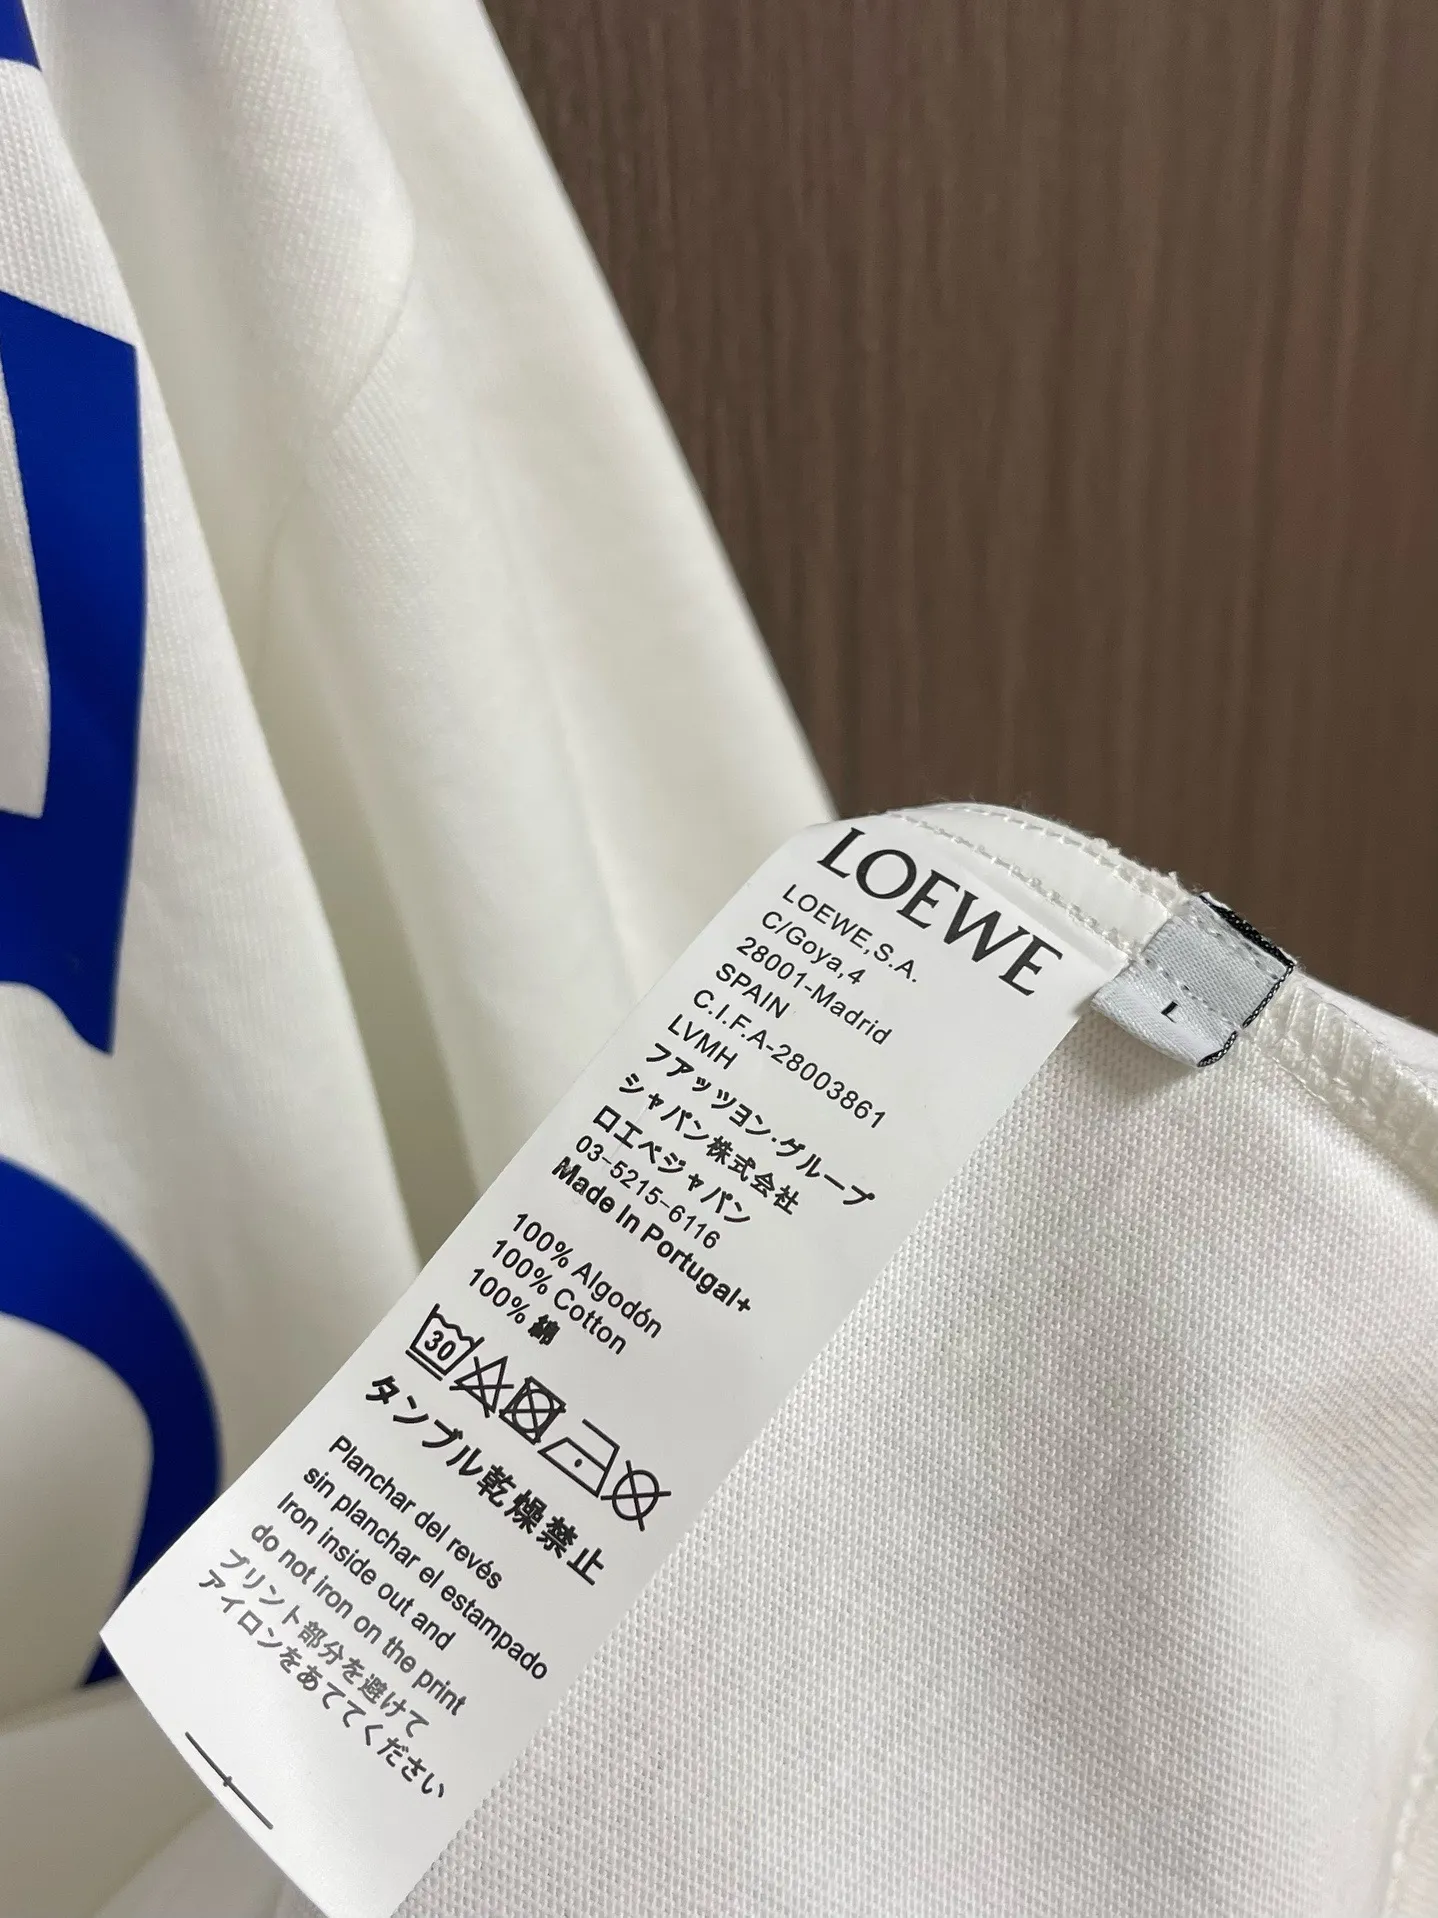 LOEWE
LOEWE,S.A.
C/Goya,4
28001-Madrid
SPAIN
C.I.F.A-28003861
LVMH
フアッツヨン·グループ
シャパン株式会社
ロエベジャパン
03-5215-6116
Made In Portugal+
100% Algodón
100% Cotton
100% 綿
30
タンブル乾燥禁止
Planchar del revés
sin planchar el estampado
Iron inside out and
do not iron on the print
プリント部分を避けて
アイロンをあててください
L